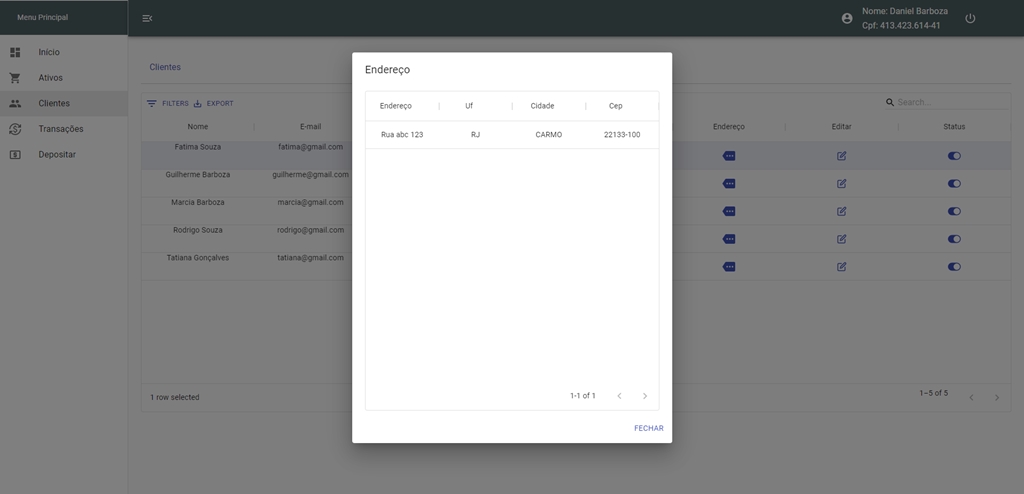 Menu Principal
Nome: Daniel Barboza
Cpf: 413.423.614-41
Início
Ativos
Clientes
Transações
Depositar
Clientes
FILTERS EXPORT
Search...
Nome E-mail Endereço Editar Status
Fatima Souza fatima@gmail.com
Guilherme Barboza guilherme@gmail.com
Marcia Barboza marcia@gmail.com
Rodrigo Souza rodrigo@gmail.com
Tatiana Gonçalves tatiana@gmail.com
1 row selected
1–5 of 5
Endereço
Endereço Uf Cidade Cep
Rua abc 123 RJ CARMO 22133-100
1-1 of 1
FECHAR